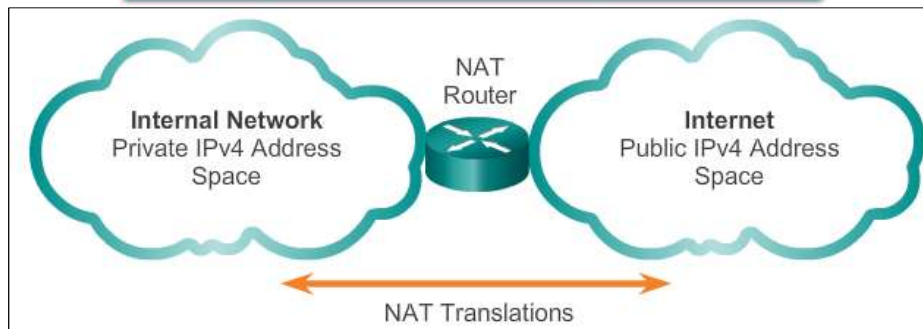 NAT
Router
Internal Network
Private IPv4 Address
Space
Internet
Public IPv4 Address
Space
NAT Translations